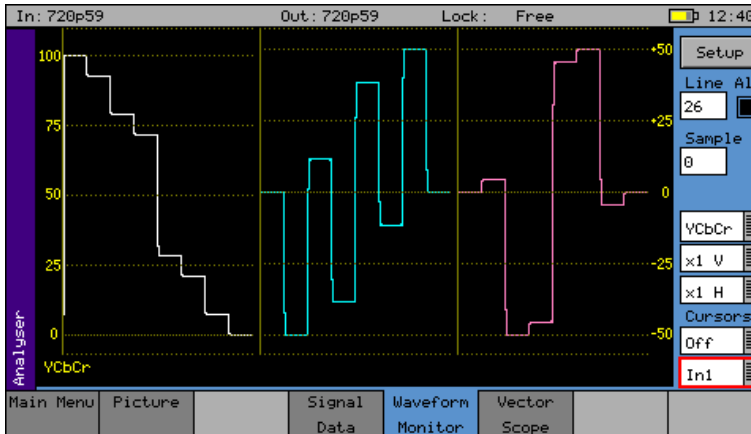 In: 720p59 Out: 720p59 Lock: Free 12:40
100 +50 Setup
Line Al
26
75 +25
Sample
0
50 0
YCbCr
25 -25 x1 V
x1 H
Cursors
0 -50 Off
YCbCr In1
Analyser
Main Menu Picture Signal Data Waveform Monitor Vector Scope